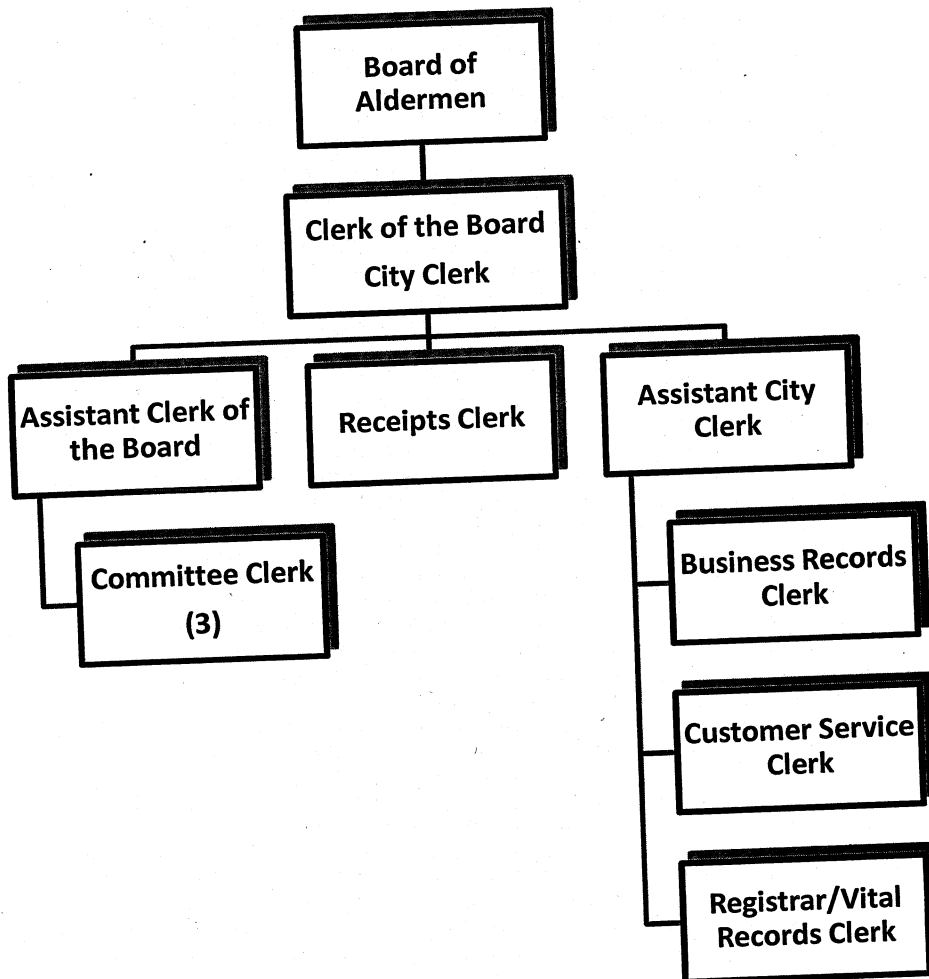 Board of
Aldermen
Clerk of the Board
City Clerk
Assistant Clerk of
the Board
Receipts Clerk
Assistant City
Clerk
Committee Clerk
(3)
Business Records
Clerk
Customer Service
Clerk
Registrar/Vital
Records Clerk